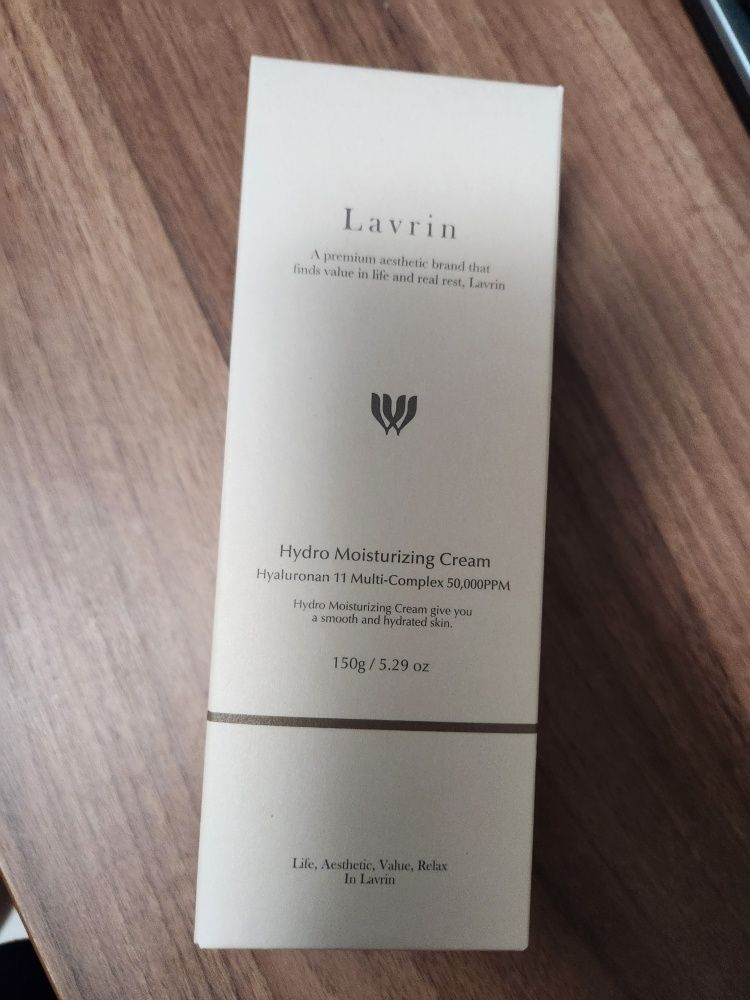 Lavrin
A premium aesthetic brand that
finds value in life and real rest, Lavrin
Hydro Moisturizing Cream
Hyaluronan 11 Multi-Complex 50,000PPM
Hydro Moisturizing Cream give you
a smooth and hydrated skin.
150g / 5.29 oz
Life, Aesthetic, Value, Relax
In Lavrin